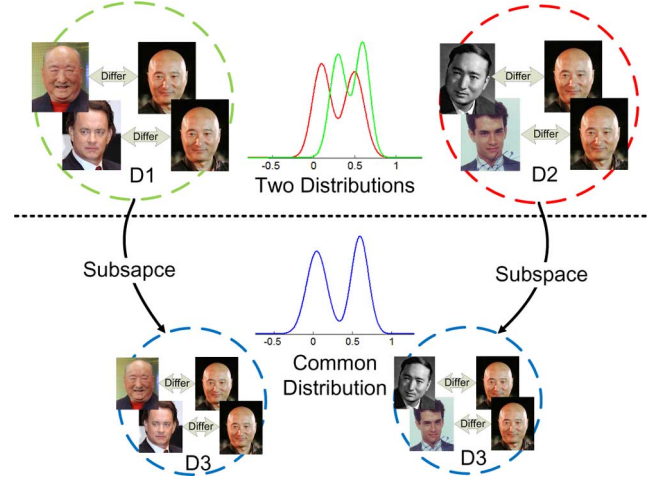 Differ
Differ
D1
-0.5 0 0.5 1
Two Distributions
Differ
Differ
D2
Subsapce
Subspace
-0.5 0 0.5 1
Common
Distribution
Differ
Differ
D3
Differ
Differ
D3